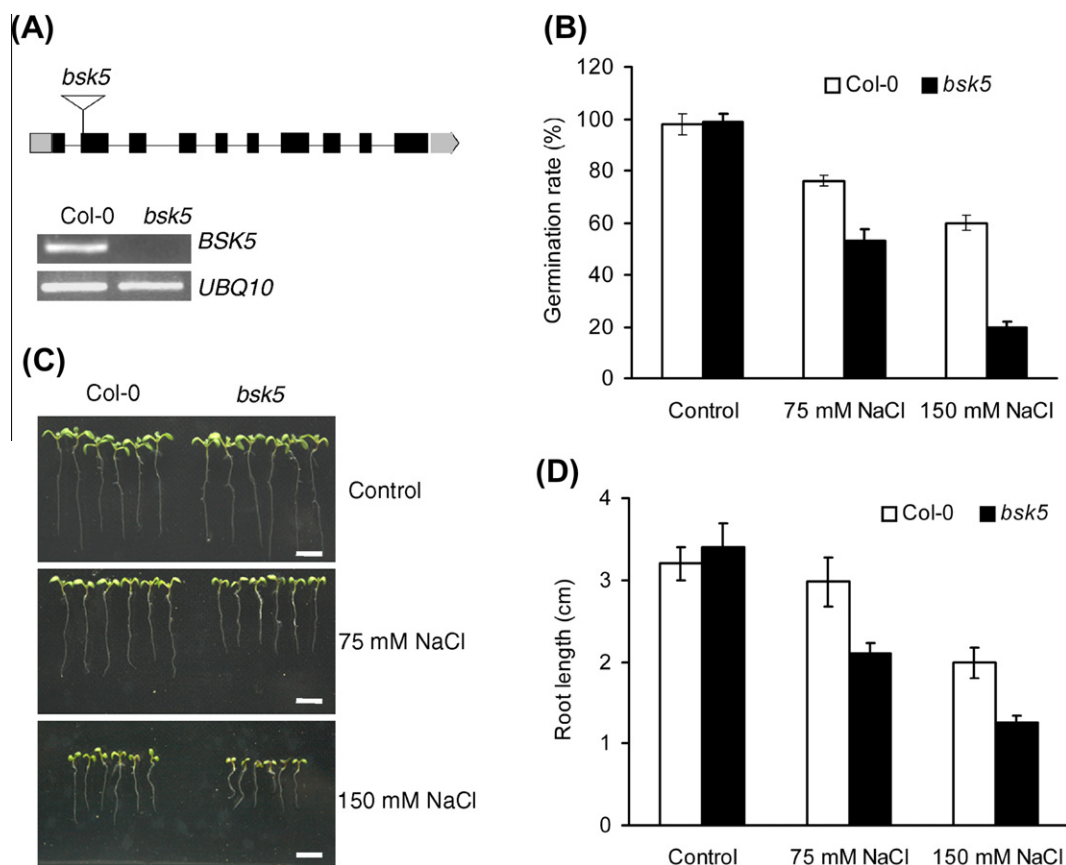 (A)
bsk5
Col-0 bsk5
BSK5
UBQ10
(B)
Germination rate (%)
120
100
80
60
40
20
0
Col-0 bsk5
Control 75 mM NaCl 150 mM NaCl
(C)
Col-0 bsk5
Control
75 mM NaCl
150 mM NaCl
(D)
Root length (cm)
4
3
2
1
0
Col-0 bsk5
Control 75 mM NaCl 150 mM NaCl